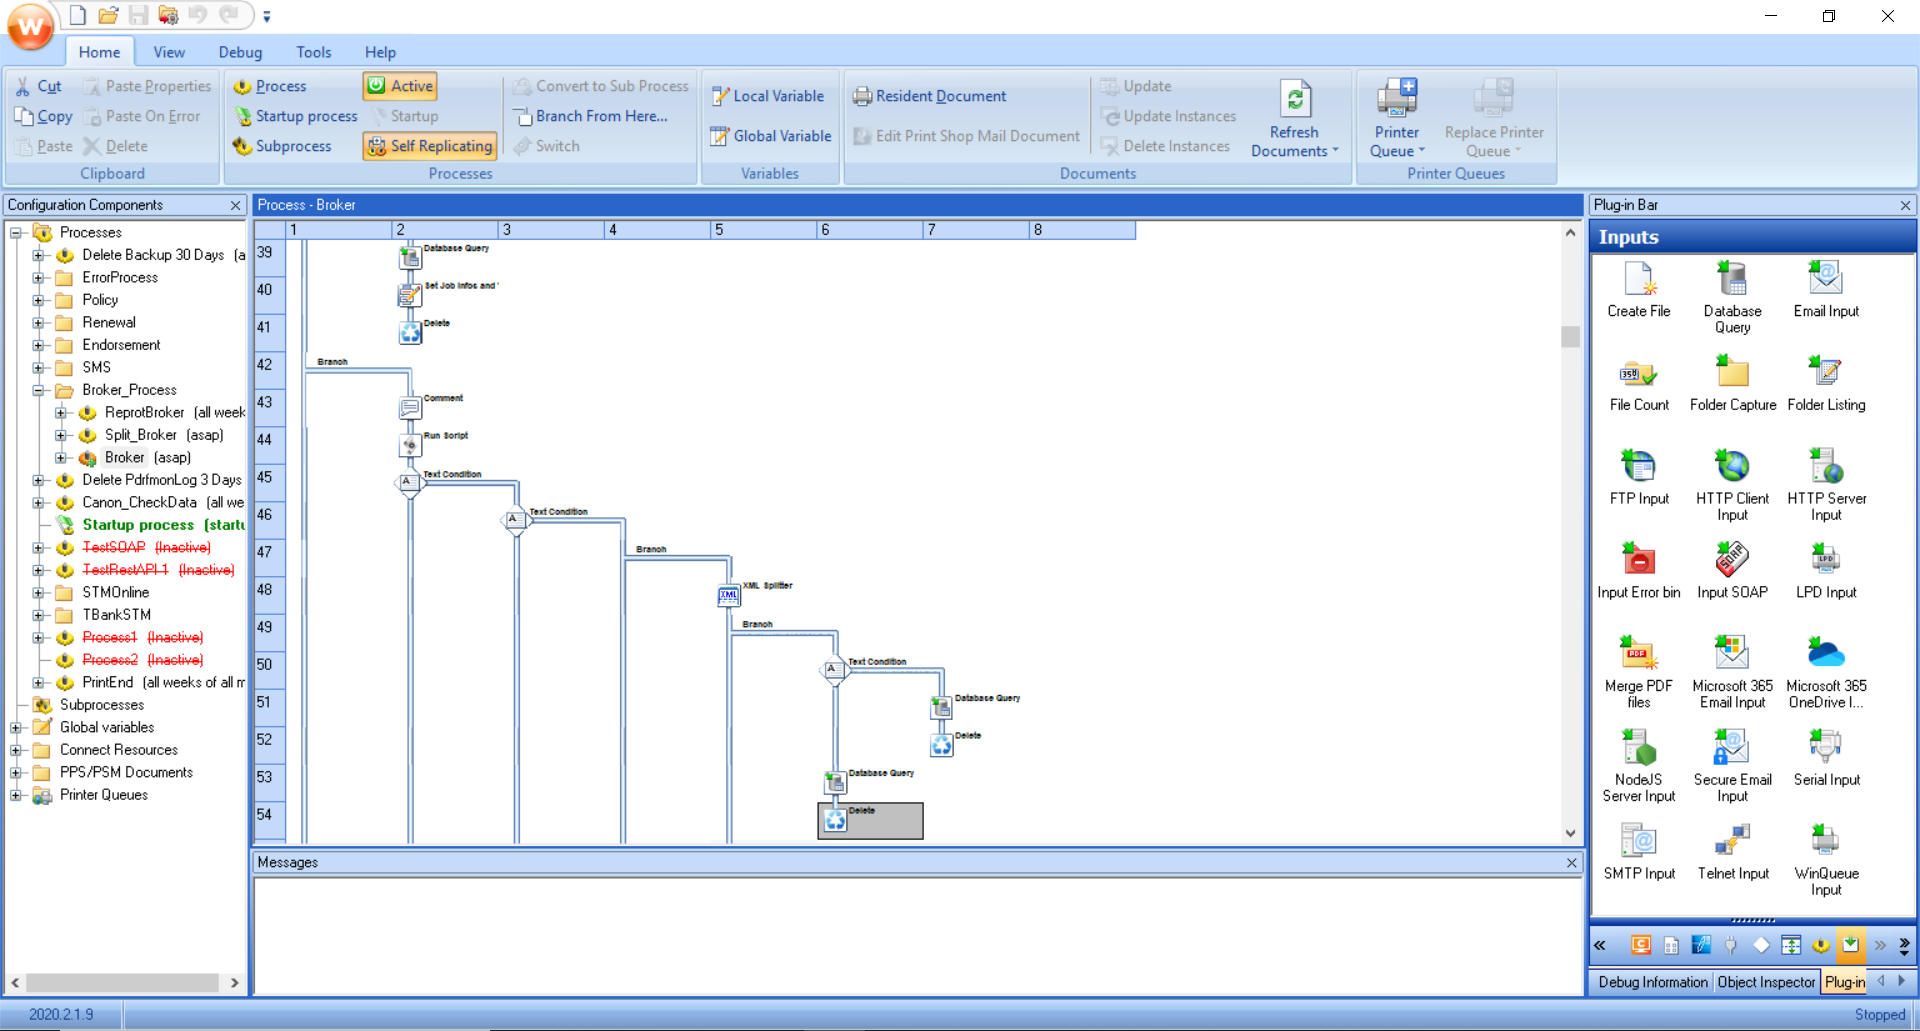 W
Home View Debug Tools Help
Cut
Copy
Paste
Paste Properties
Paste On Error
Delete
Clipboard
Process
Startup process
Subprocess
Active
Startup
Self Replicating
Convert to Sub Process
Branch From Here...
Switch
Processes
Local Variable
Global Variable
Variables
Resident Document
Edit Print Shop Mail Document
Update
Update Instances
Delete Instances
Refresh
Documents
Documents
Printer
Queue
Replace Printer
Queue
Printer Queues
Configuration Components
Processes
Delete Backup 30 Days (a
ErrorProcess
Policy
Renewal
Endorsement
SMS
Broker_Process
ReprotBroker (all week
Split_Broker (asap)
Broker (asap)
Delete PdrfmonLog 3 Days
Canon_CheckData (all we
Startup process (startu
TestSOAP (Inactive)
TestRestAPI-1 (Inactive)
STMOnline
TBankSTM
Process1 (Inactive)
Process2 (Inactive)
PrintEnd (all weeks of all m
Subprocesses
Global variables
Connect Resources
PPS/PSM Documents
Printer Queues
Process - Broker
1 2 3 4 5 6 7 8
39 Database Query
40 Set Job Infos and '
41 Delete
42 Branch
43 Comment
44 Run Script
45 Text Condition
46 Text Condition
47 Branch
48 XML Splitter
49 Branch
50 Text Condition
51 Database Query
52 Delete
53 Database Query
54 Delete
Messages
Plug-in Bar
Inputs
Create File
Database
Query
Email Input
File Count
Folder Capture
Folder Listing
FTP Input
HTTP Client
Input
HTTP Server
Input
Input Error bin
Input SOAP
LPD Input
Merge PDF
files
Microsoft 365
Email Input
Microsoft 365
OneDrive I...
NodeJS
Server Input
Secure Email
Input
Serial Input
SMTP Input
Telnet Input
WinQueue
Input
Debug Information Object Inspector Plug-in
2020.2.1.9
Stopped